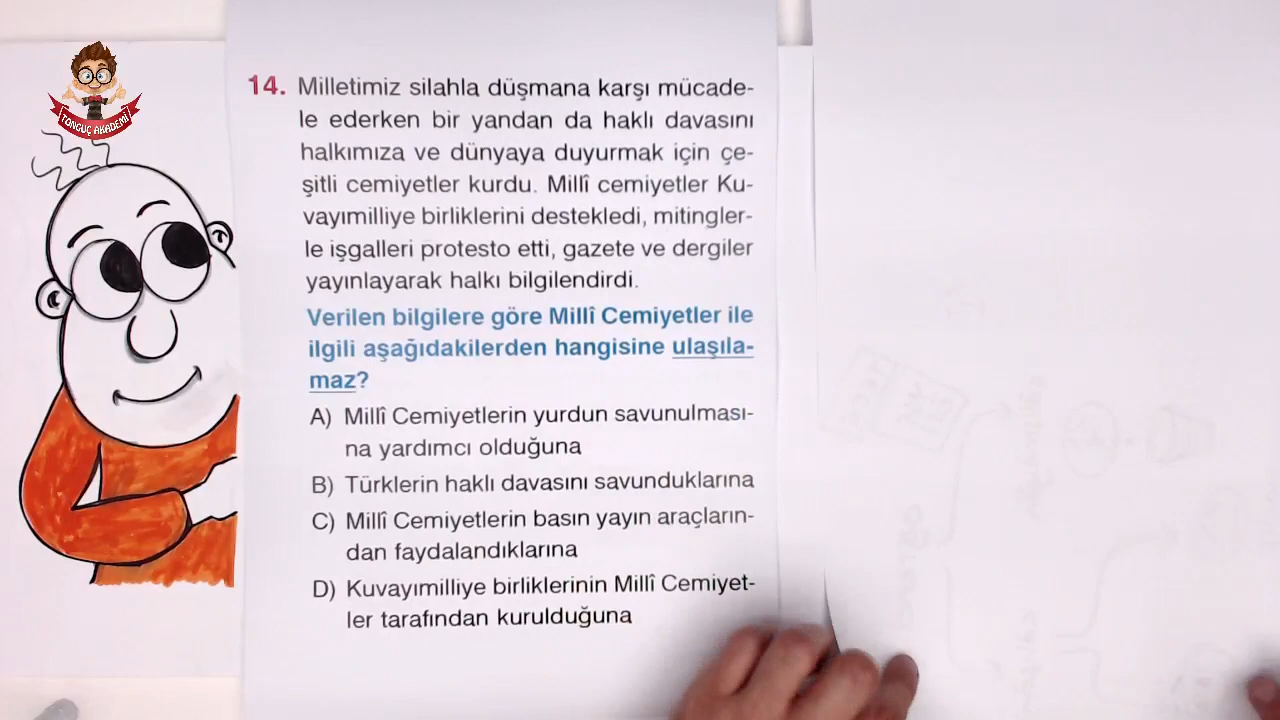 TONGUÇ AKADEMİ
14. Milletimiz silahla düşmana karşı mücade-
le ederken bir yandan da haklı davasını
halkımıza ve dünyaya duyurmak için çe-
şitli cemiyetler kurdu. Millî cemiyetler Ku-
vayımilliye birliklerini destekledi, mitingler-
le işgalleri protesto etti, gazete ve dergiler
yayınlayarak halkı bilgilendirdi.
Verilen bilgilere göre Millî Cemiyetler ile
ilgili aşağıdakilerden hangisine ulaşıla-
maz?
A) Millî Cemiyetlerin yurdun savunulması-
na yardımcı olduğuna
B) Türklerin haklı davasını savunduklarına
C) Millî Cemiyetlerin basın yayın araçların-
dan faydalandıklarına
D) Kuvayımilliye birliklerinin Millî Cemiyet-
ler tarafından kurulduğuna